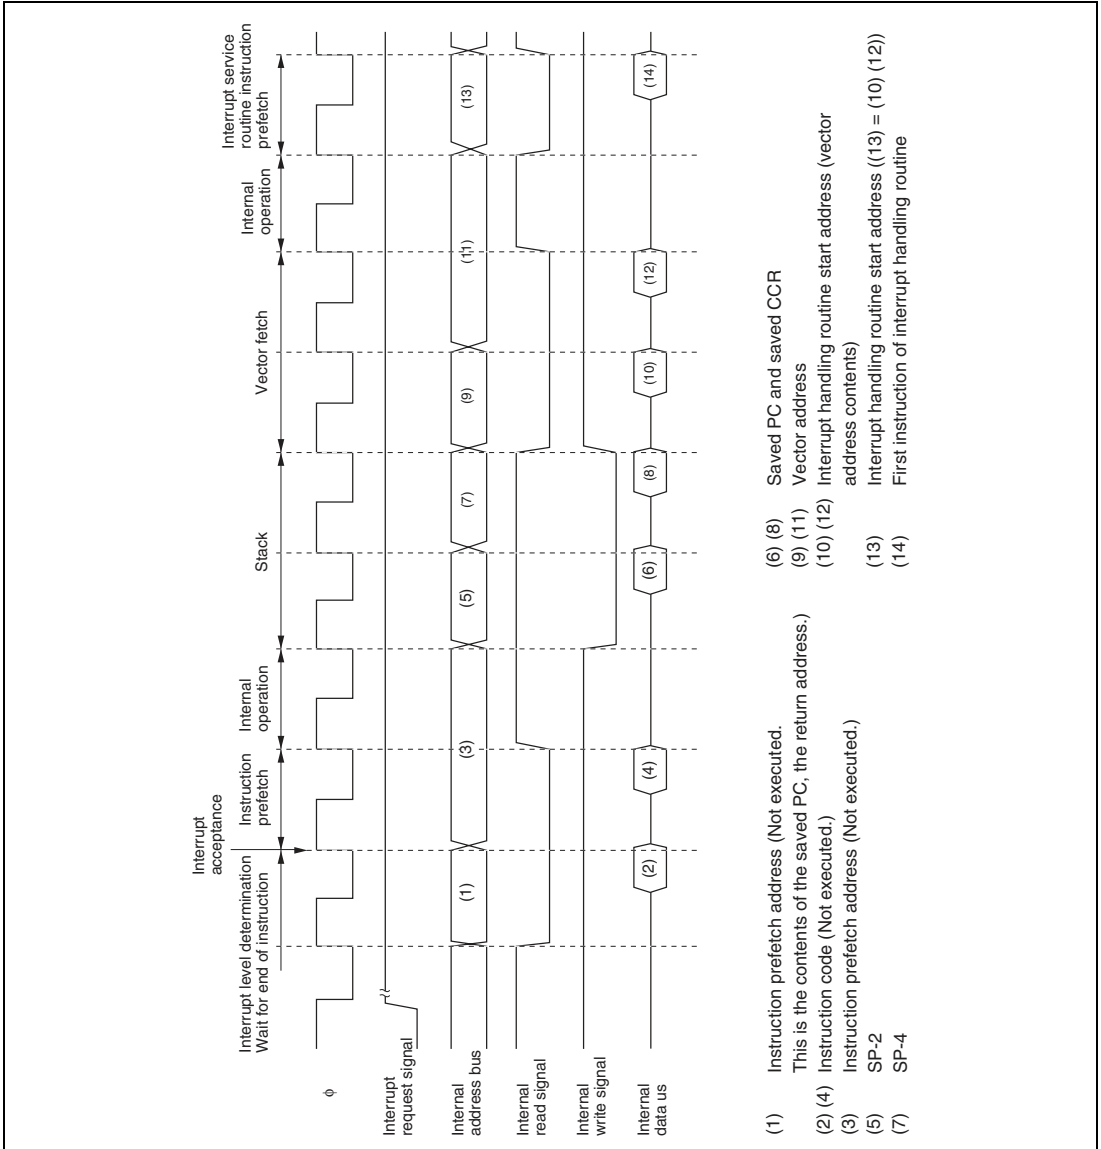 Interrupt
acceptance
Interrupt level determination
Wait for end of instruction
Instruction
prefetch
Internal
operation
Stack
Vector fetch
Internal
operation
Interrupt service
routine instruction
prefetch
ϕ
Interrupt
request signal
Internal
address bus
(1)
(3)
(5)
(7)
(9)
(11)
(13)
Internal
read signal
Internal
write signal
Internal
data us
(2)
(4)
(6)
(8)
(10)
(12)
(14)
(1) Instruction prefetch address (Not executed.
This is the contents of the saved PC, the return address.)
(2) (4) Instruction code (Not executed.)
(3) Instruction prefetch address (Not executed.)
(5) SP-2
(7) SP-4
(6) (8) Saved PC and saved CCR
(9) (11) Vector address
(10) (12) Interrupt handling routine start address (vector
address contents)
(13) Interrupt handling routine start address ((13) = (10) (12))
(14) First instruction of interrupt handling routine